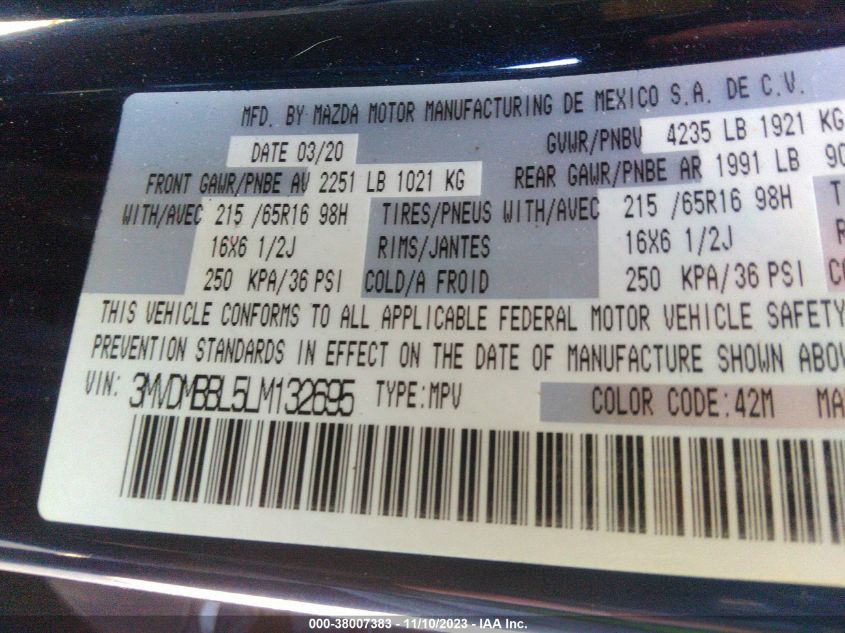 MFD. BY MAZDA MOTOR MANUFACTURING DE MEXICO S.A. DE C.V.
DATE 03/20 GVWR/PNBV 4235 LB 1921 KG
FRONT GAWR/PNBE AV 2251 LB 1021 KG REAR GAWR/PNBE AR 1991 LB 90
WITH/AVEC 215 /65R16 98H TIRES/PNEUS WITH/AVEC 215 /65R16 98H T
16X6 1/2J RIMS/JANTES 16X6 1/2J R
250 KPA/36 PSI COLD/A FROID 250 KPA/36 PSI CO
THIS VEHICLE CONFORMS TO ALL APPLICABLE FEDERAL MOTOR VEHICLE SAFETY
PREVENTION STANDARDS IN EFFECT ON THE DATE OF MANUFACTURE SHOWN ABOV
VIN: 3MVDMBBL5LM132695 TYPE:MPV COLOR CODE:42M MA
000-38007383 - 11/10/2023 - IAA Inc.